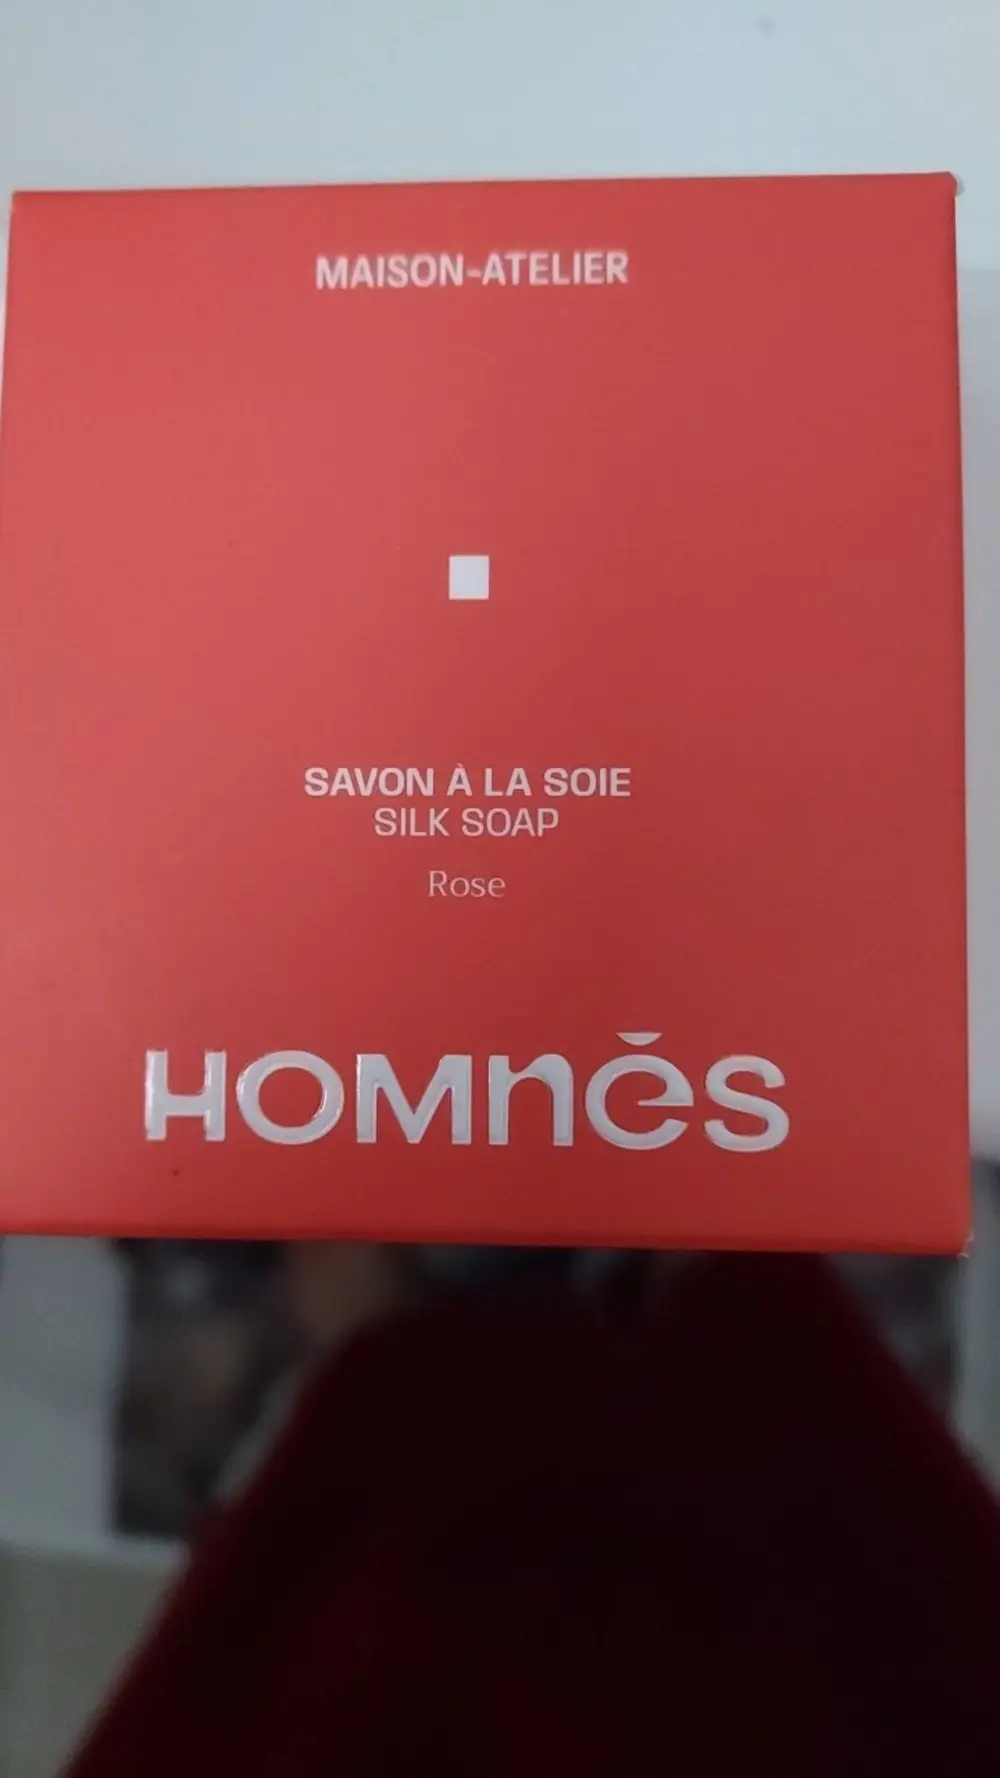 MAISON-ATELIER
SAVON À LA SOIE
SILK SOAP
Rose
HOMNĒS